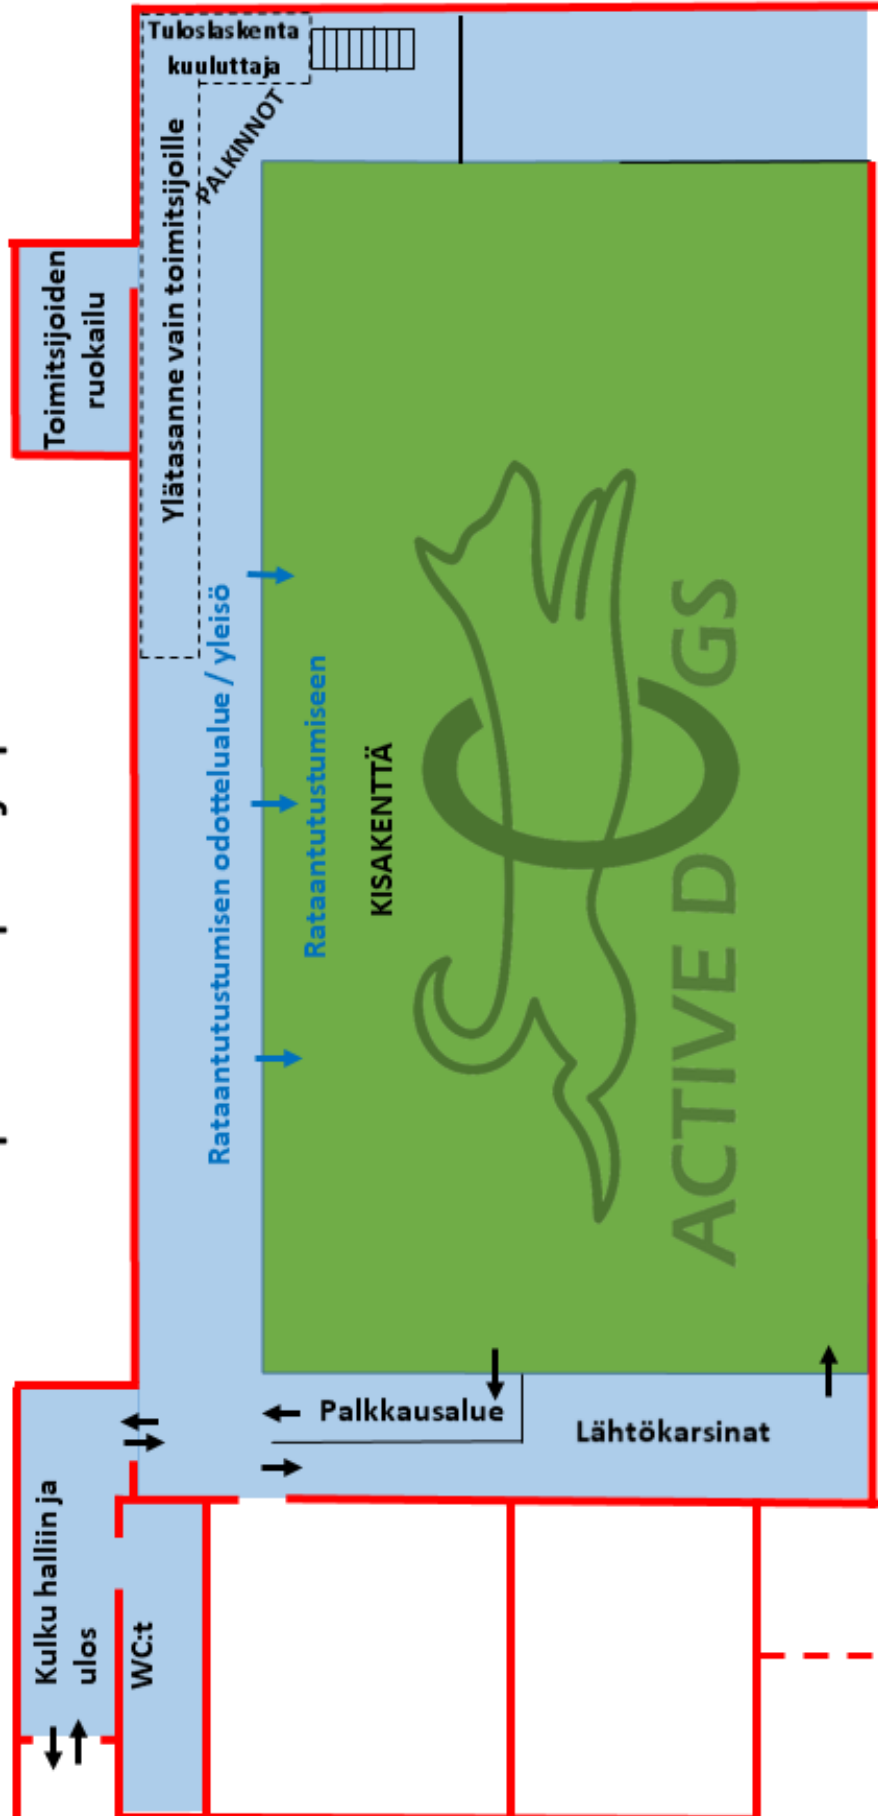 Tuloslaskenta
kuuluttaja
PALKINNOT
Ylätasanne vain toimitsijoille
Toimitsijoiden
ruokailu
Rataantutustumisen odottelualue / yleisö
Rataantutustumiseen
KISAKENTTÄ
ACTIVE DOGS
Palkkausalue
Lähtökarsinat
Kulku halliin ja
ulos
WC:t